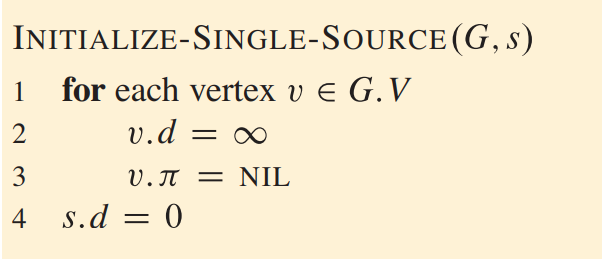 INITIALIZE-SINGLE-SOURCE(G, s)
1 for each vertex v ∈ G.V
2 v.d = ∞
3 v.π = NIL
4 s.d = 0